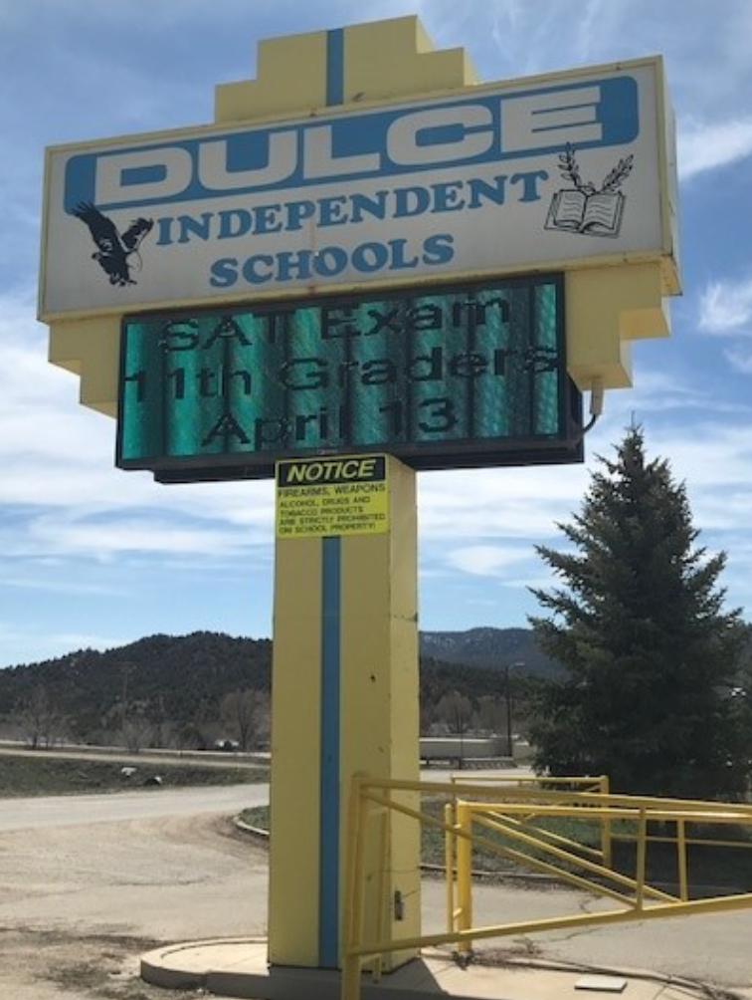 DULCE
INDEPENDENT
SCHOOLS
SAT Exam
11th Graders
April 13
NOTICE
FIREARMS, WEAPONS
ALCOHOL, DRUGS AND
TOBACCO PRODUCTS
ARE STRICTLY PROHIBITED
ON SCHOOL PROPERTY!